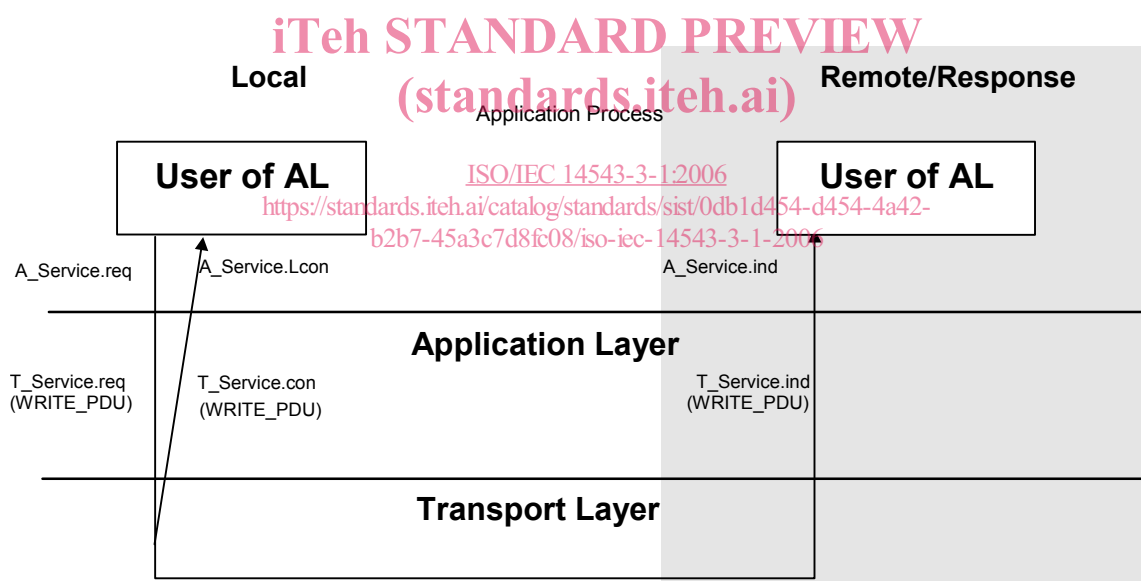 iTeh STANDARD PREVIEW
Local
Remote/Response
(standards.iteh.ai)
Application Process
User of AL
ISO/IEC 14543-3-1:2006
User of AL
https://standards.iteh.ai/catalog/standards/sist/0db1d454-d454-4a42-
b2b7-45a3c7d8fc08/iso-iec-14543-3-1-2006
A_Service.req
A_Service.Lcon
A_Service.ind
Application Layer
T_Service.req
(WRITE_PDU)
T_Service.con
(WRITE_PDU)
T_Service.ind
(WRITE_PDU)
Transport Layer